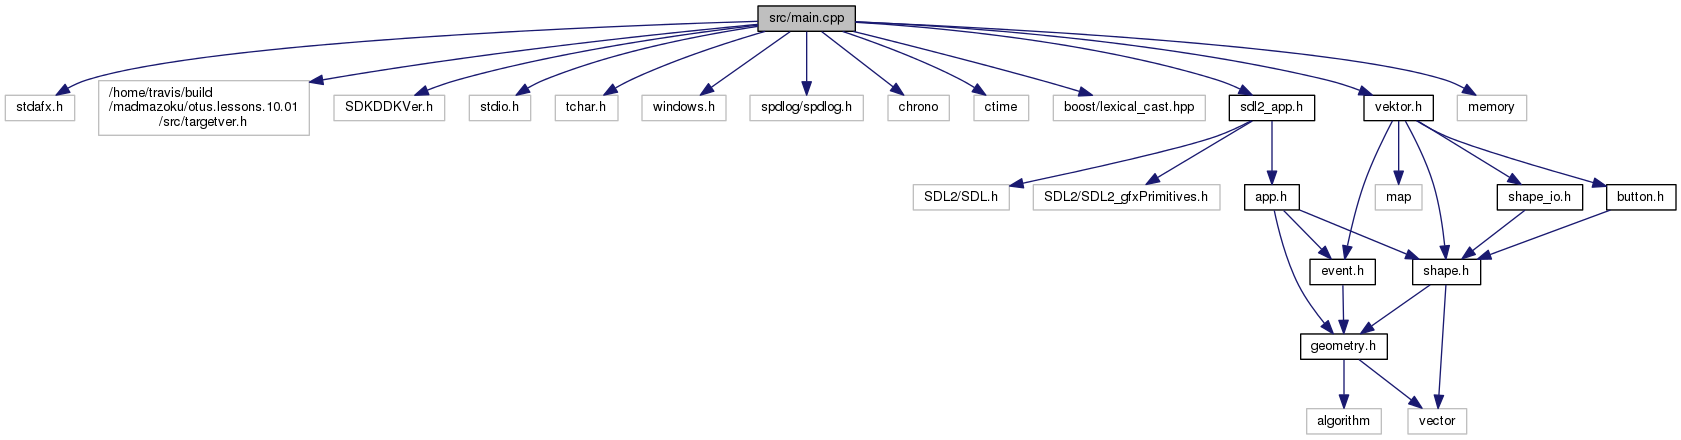 src/main.cpp
stdafx.h
/home/travis/build
/madmazoku/otus.lessons.10.01
/src/targetver.h
SDKDDKVer.h
stdio.h
tchar.h
windows.h
spdlog/spdlog.h
chrono
ctime
boost/lexical_cast.hpp
sdl2_app.h
vektor.h
memory
SDL2/SDL.h
SDL2/SDL2_gfxPrimitives.h
app.h
map
shape_io.h
button.h
event.h
shape.h
geometry.h
algorithm
vector